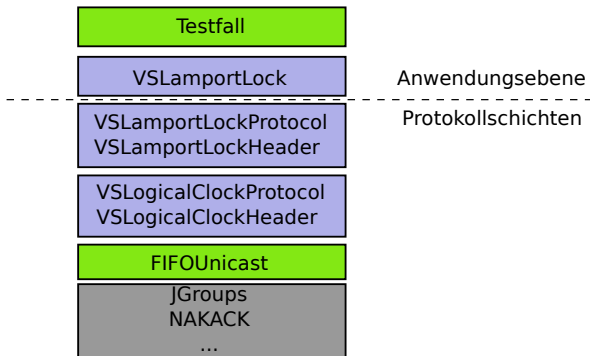 Testfall
VSLamportLock
Anwendungsebene
Protokollschichten
VSLamportLockProtocol
VSLamportLockHeader
VSLogicalClockProtocol
VSLogicalClockHeader
FIFOUnicast
JGroups
NAKACK
...